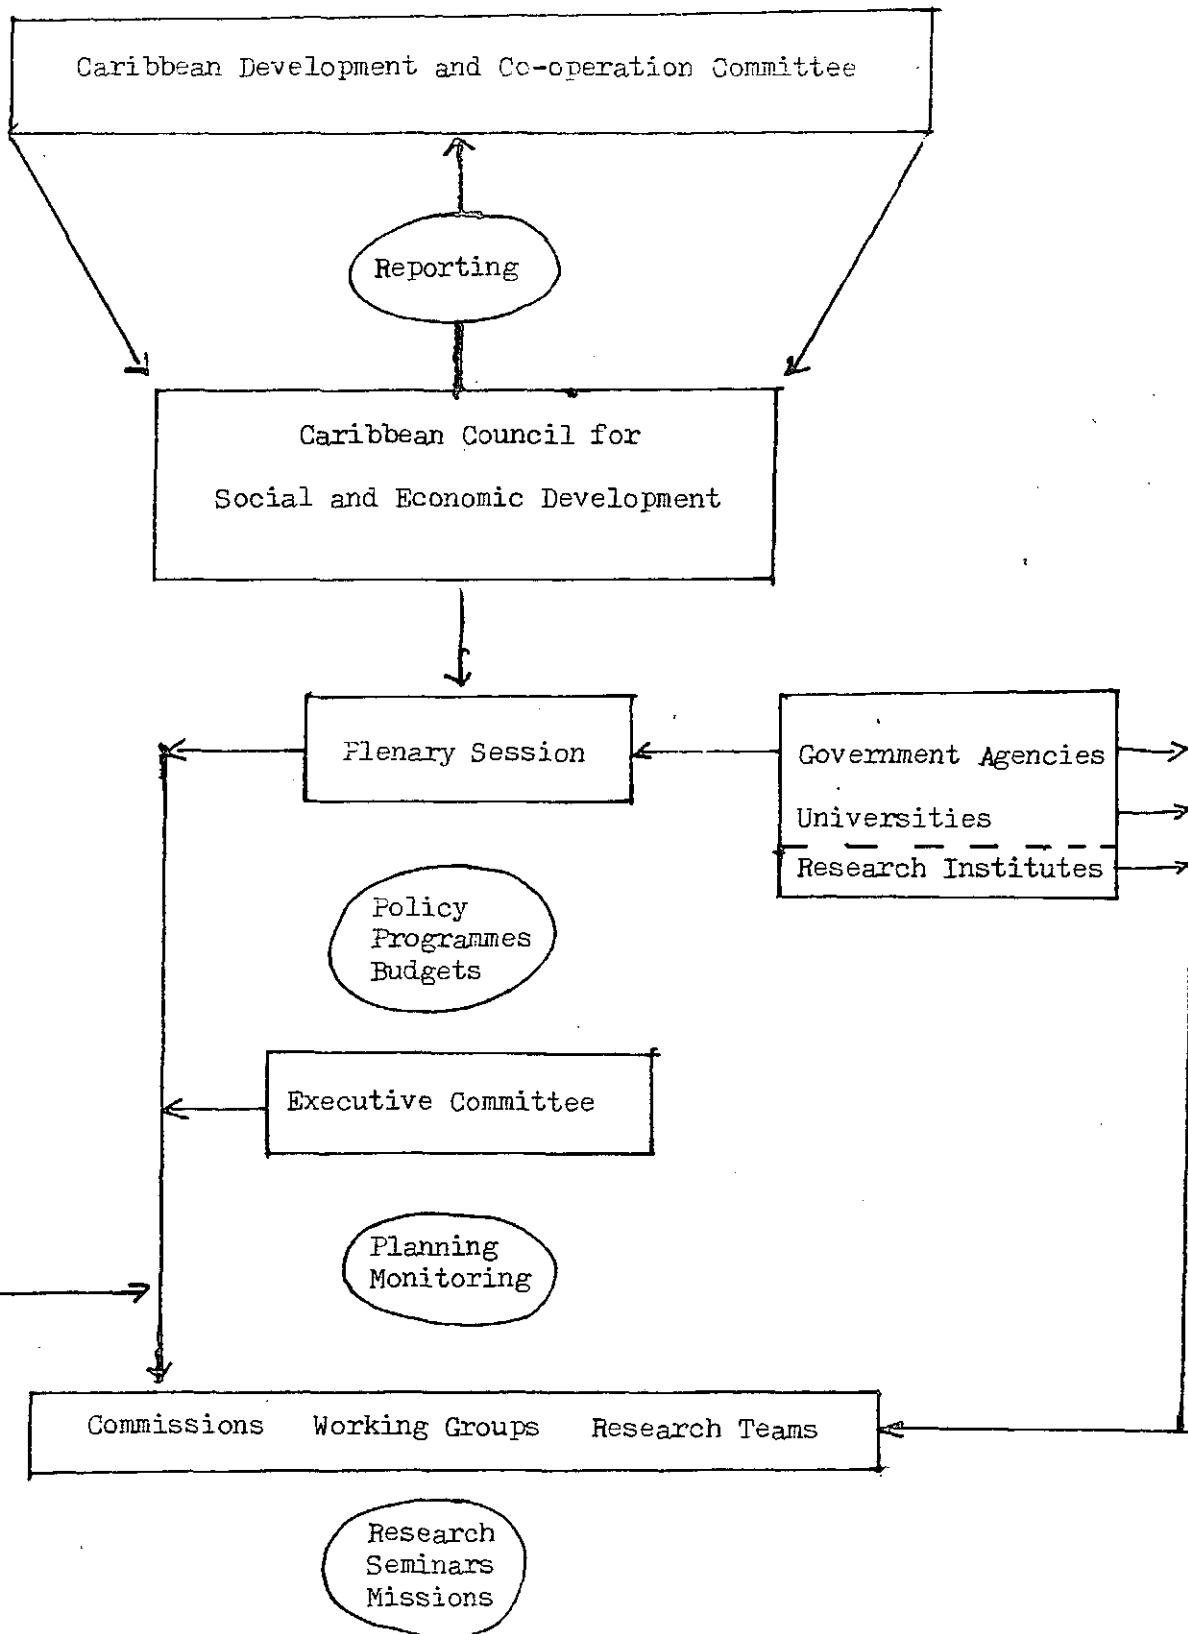 Caribbean Development and Co-operation Committee
Reporting
Caribbean Council for
Social and Economic Development
Plenary Session
Government Agencies
Universities
Research Institutes
Policy
Programmes
Budgets
Executive Committee
Planning
Monitoring
Commissions Working Groups Research Teams
Research
Seminars
Missions